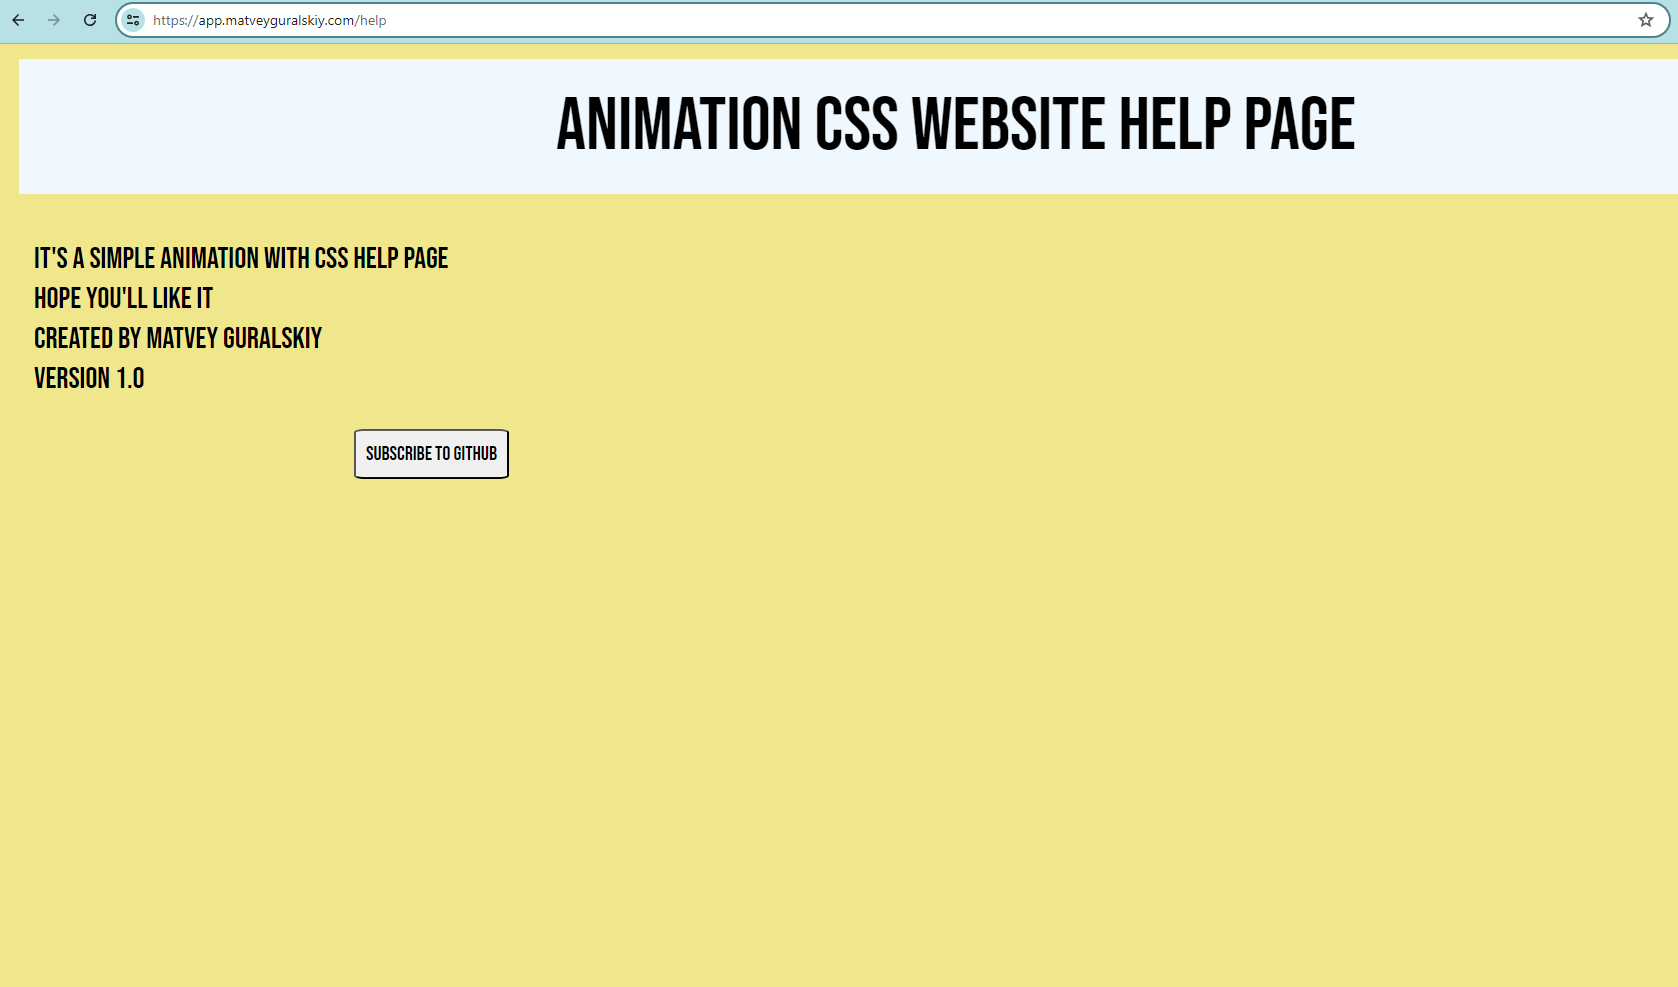 https://app.matveyguralskiy.com/help
ANIMATION CSS WEBSITE HELP PAGE
IT'S A SIMPLE ANIMATION WITH CSS HELP PAGE
HOPE YOU'LL LIKE IT
CREATED BY MATVEY GURALSKIY
VERSION 1.0
SUBSCRIBE TO GITHUB